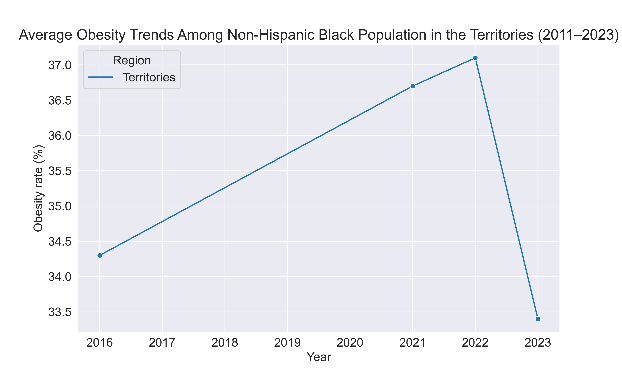 Average Obesity Trends Among Non-Hispanic Black Population in the Territories (2011–2023)
Region
Territories
37.0
36.5
36.0
35.5
35.0
34.5
34.0
33.5
Obesity rate (%)
2016 2017 2018 2019 2020 2021 2022 2023
Year